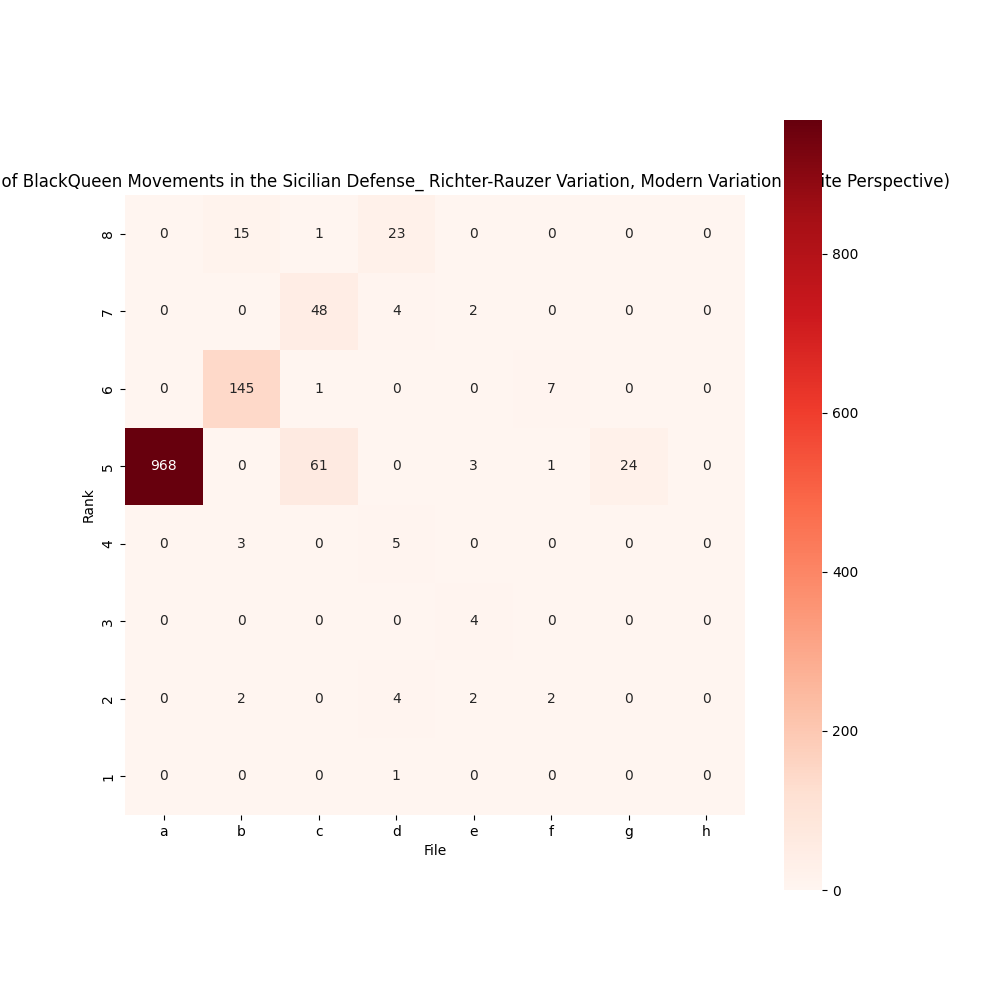 of BlackQueen Movements in the Sicilian Defense_ Richter-Rauzer Variation, Modern Variation ite Perspective)
8 0 15 1 23 0 0 0 0
7 0 0 48 4 2 0 0 0
6 0 145 1 0 0 7 0 0
5 968 0 61 0 3 1 24 0
4 0 3 0 5 0 0 0 0
3 0 0 0 0 4 0 0 0
2 0 2 0 4 2 2 0 0
1 0 0 0 1 0 0 0 0
a b c d e f g h
File
Rank
800
600
400
200
0